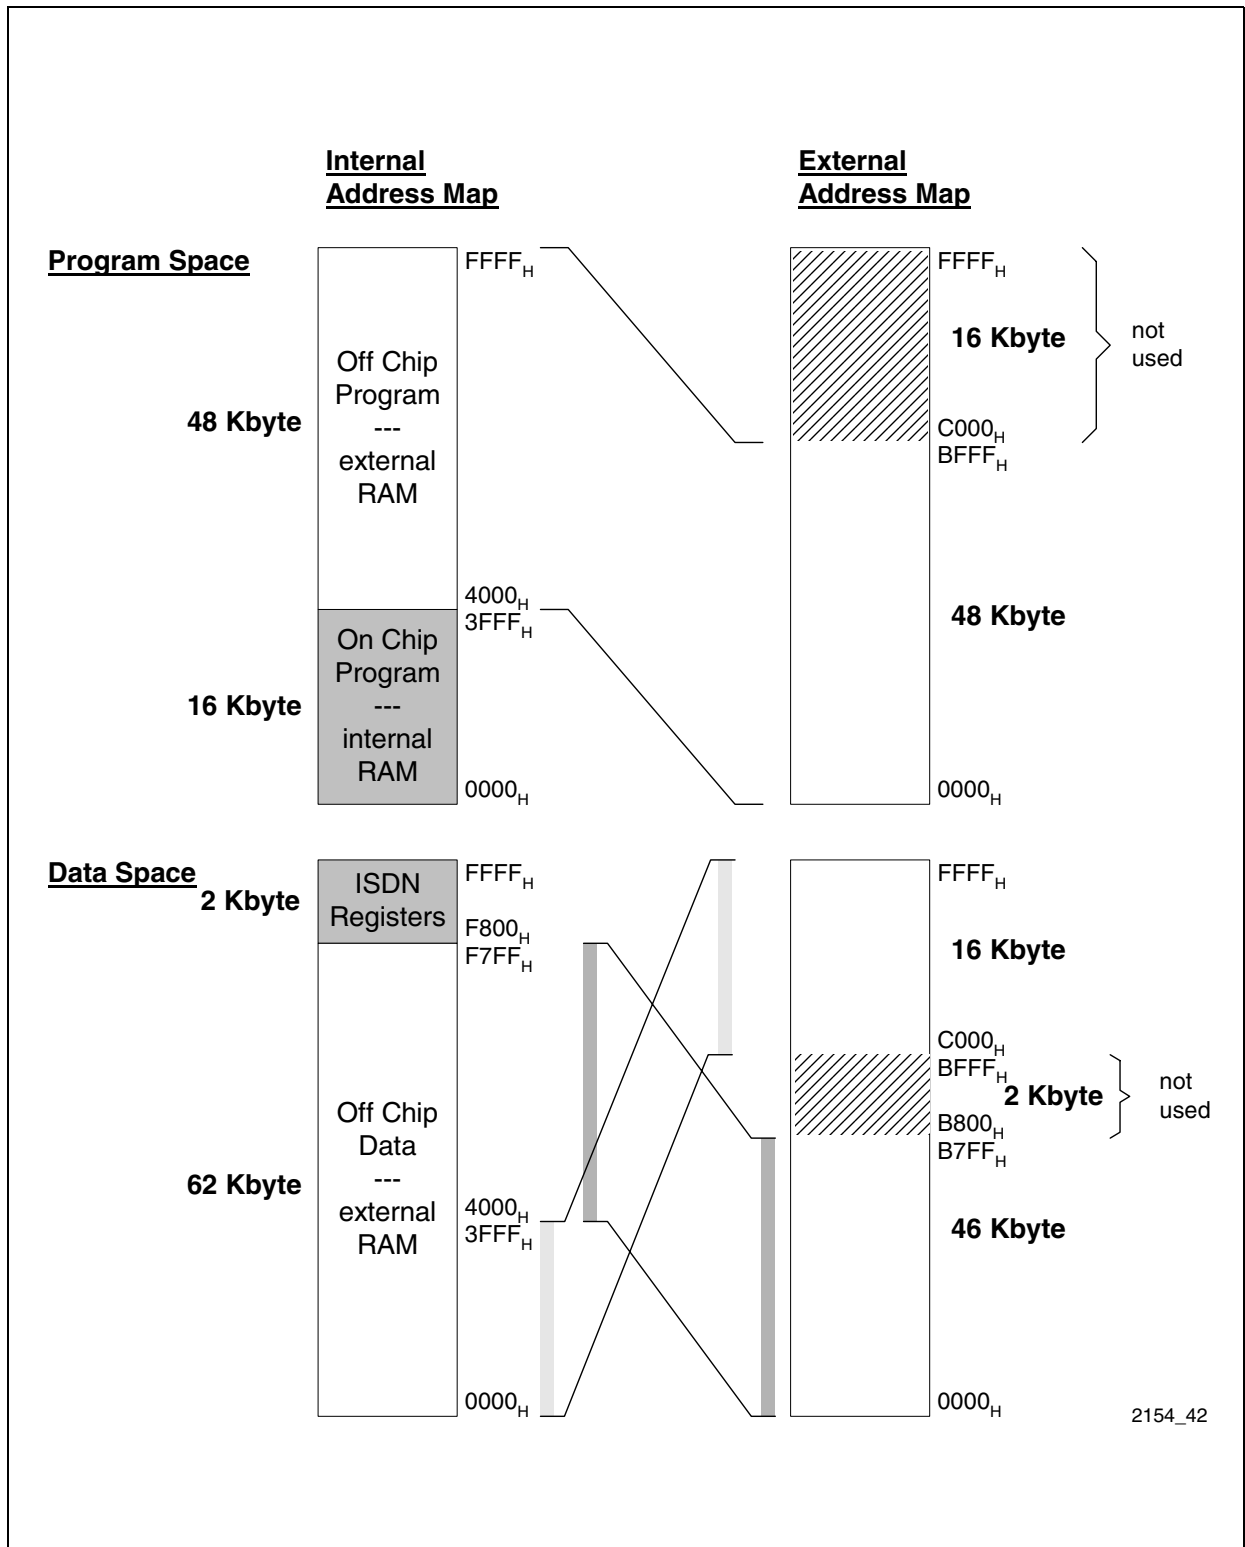 Internal
Address Map
External
Address Map
Program Space
FFFFH
FFFFH
Off Chip
Program
---
external
RAM
48 Kbyte
16 Kbyte
not
used
C000H
BFFFH
4000H
3FFFH
48 Kbyte
On Chip
Program
---
internal
RAM
16 Kbyte
0000H
0000H
Data Space
2 Kbyte
ISDN
Registers
FFFFH
F800H
F7FFH
FFFFH
16 Kbyte
C000H
BFFFH
2 Kbyte
not
used
B800H
B7FFH
Off Chip
Data
---
external
RAM
62 Kbyte
4000H
3FFFH
46 Kbyte
0000H
0000H
2154_42